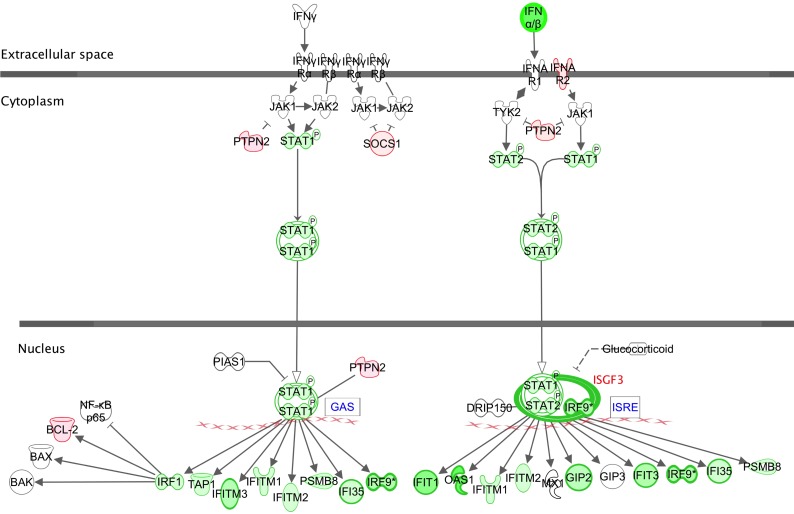 IFNγ
IFN
α/β
Extracellular space
IFNγ
Rα
IFNγ
Rβ
IFNγ
Rα
IFNγ
Rβ
IFNA
R1
IFNA
R2
Cytoplasm
JAK1
JAK2
JAK1
JAK2
TYK2
JAK1
PTPN2
STAT1
P
SOCS1
PTPN2
STAT2
P
STAT1
P
STAT1
P
STAT1
P
STAT2
P
STAT1
P
Nucleus
PIAS1
PTPN2
Glucocorticoid
STAT1
P
STAT1
P
GAS
DRIP150
STAT1
P
STAT2
P
IRF9*
ISGF3
ISRE
NF-κB
p65
BCL-2
BAX
BAK
IRF1
TAP1
IFITM3
IFITM1
IFITM2
PSMB8
IFI35
IRF9*
IFIT1
OAS1
IFITM1
IFITM2
MX1
GIP2
GIP3
IFIT3
IRF9*
IFI35
PSMB8